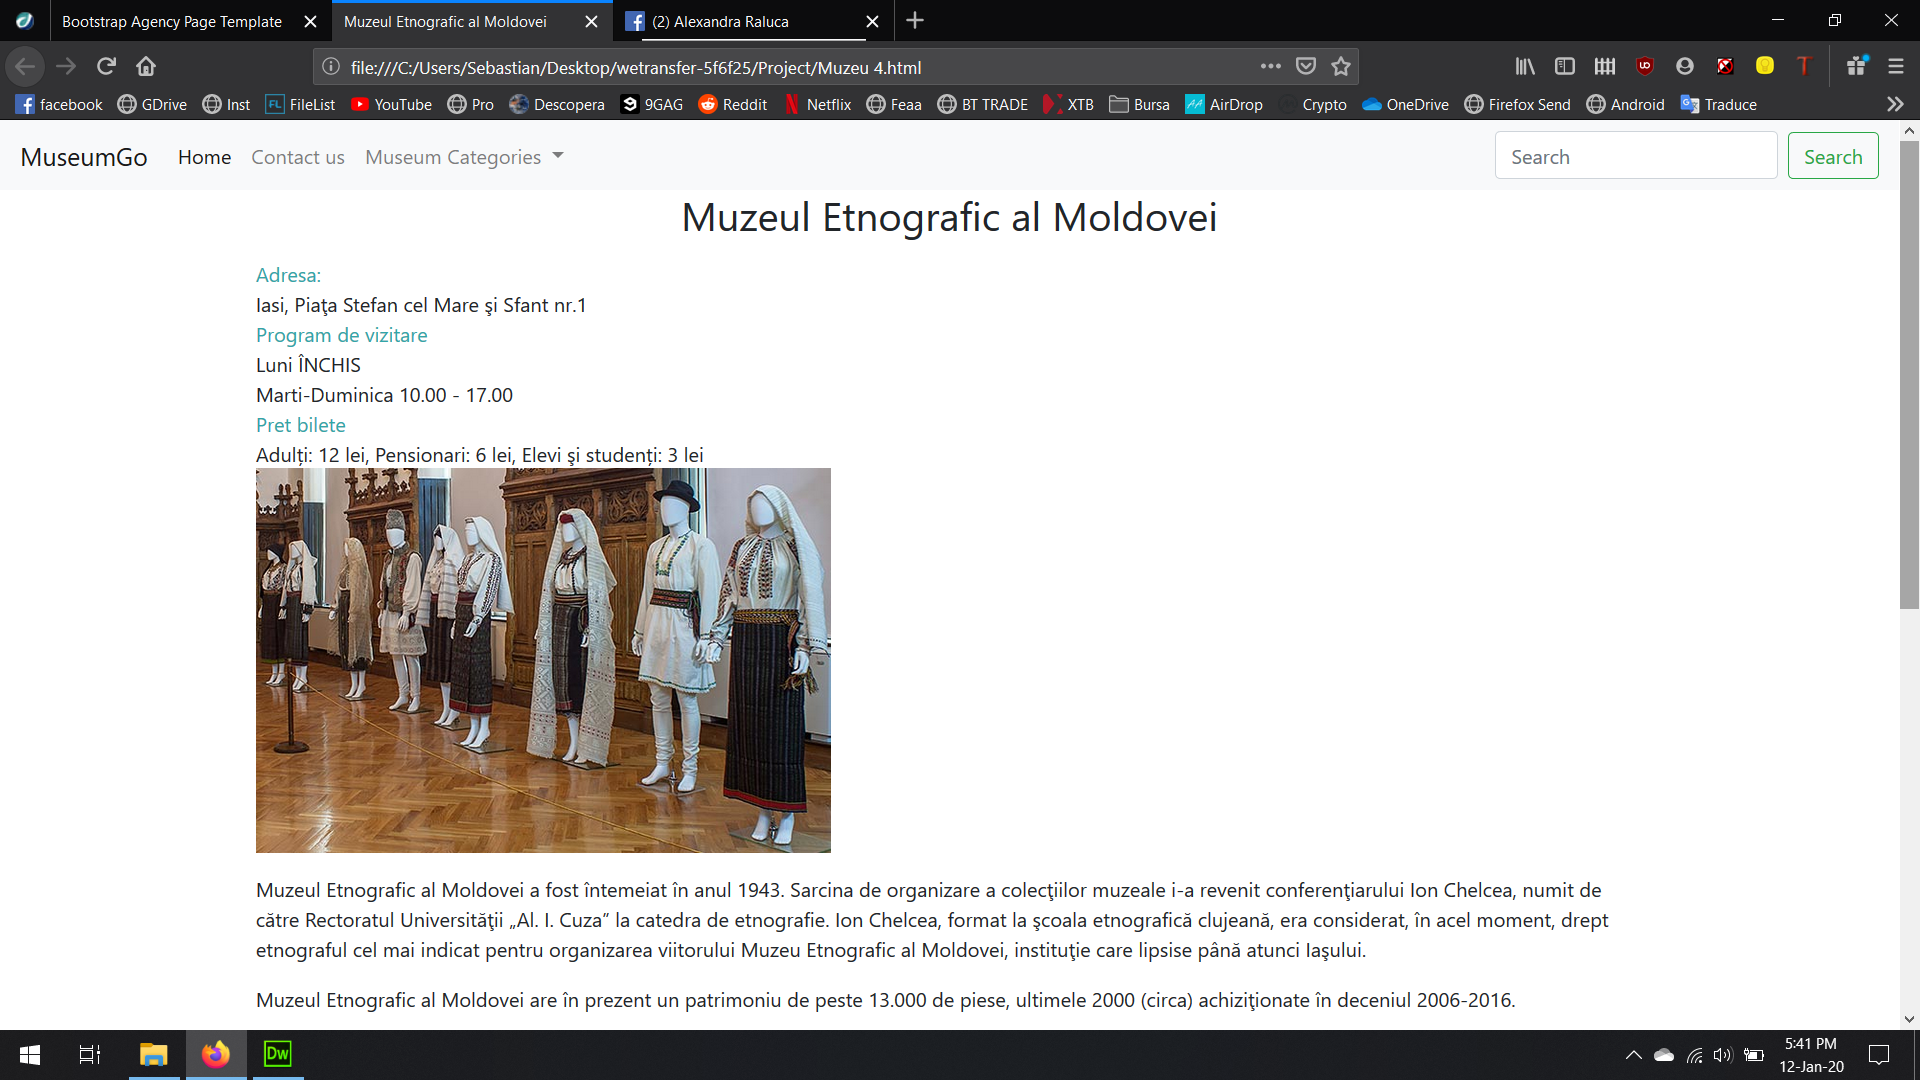 Bootstrap Agency Page Template
Muzeul Etnografic al Moldovei
(2) Alexandra Raluca
file:///C:/Users/Sebastian/Desktop/wetransfer-5f6f25/Project/Muzeu 4.html
facebook GDrive Inst FL FileList YouTube Pro Descopera 9GAG Reddit Netflix Feaa BT TRADE XTB Bursa AirDrop Crypto OneDrive Firefox Send Android Traduce
MuseumGo Home Contact us Museum Categories Search Search
Muzeul Etnografic al Moldovei
Adresa:
Iasi, Piaţa Stefan cel Mare şi Sfant nr.1
Program de vizitare
Luni ÎNCHIS
Marti-Duminica 10.00 - 17.00
Pret bilete
Adulți: 12 lei, Pensionari: 6 lei, Elevi şi studenți: 3 lei
Muzeul Etnografic al Moldovei a fost întemeiat în anul 1943. Sarcina de organizare a colecţiilor muzeale i-a revenit conferenţiarului Ion Chelcea, numit de
către Rectoratul Universităţii „Al. I. Cuza” la catedra de etnografie. Ion Chelcea, format la şcoala etnografică clujeană, era considerat, în acel moment, drept
etnograful cel mai indicat pentru organizarea viitorului Muzeu Etnografic al Moldovei, instituţie care lipsise până atunci Iaşului.
Muzeul Etnografic al Moldovei are în prezent un patrimoniu de peste 13.000 de piese, ultimele 2000 (circa) achiziţionate în deceniul 2006-2016.
Dw
5:41 PM
12-Jan-20